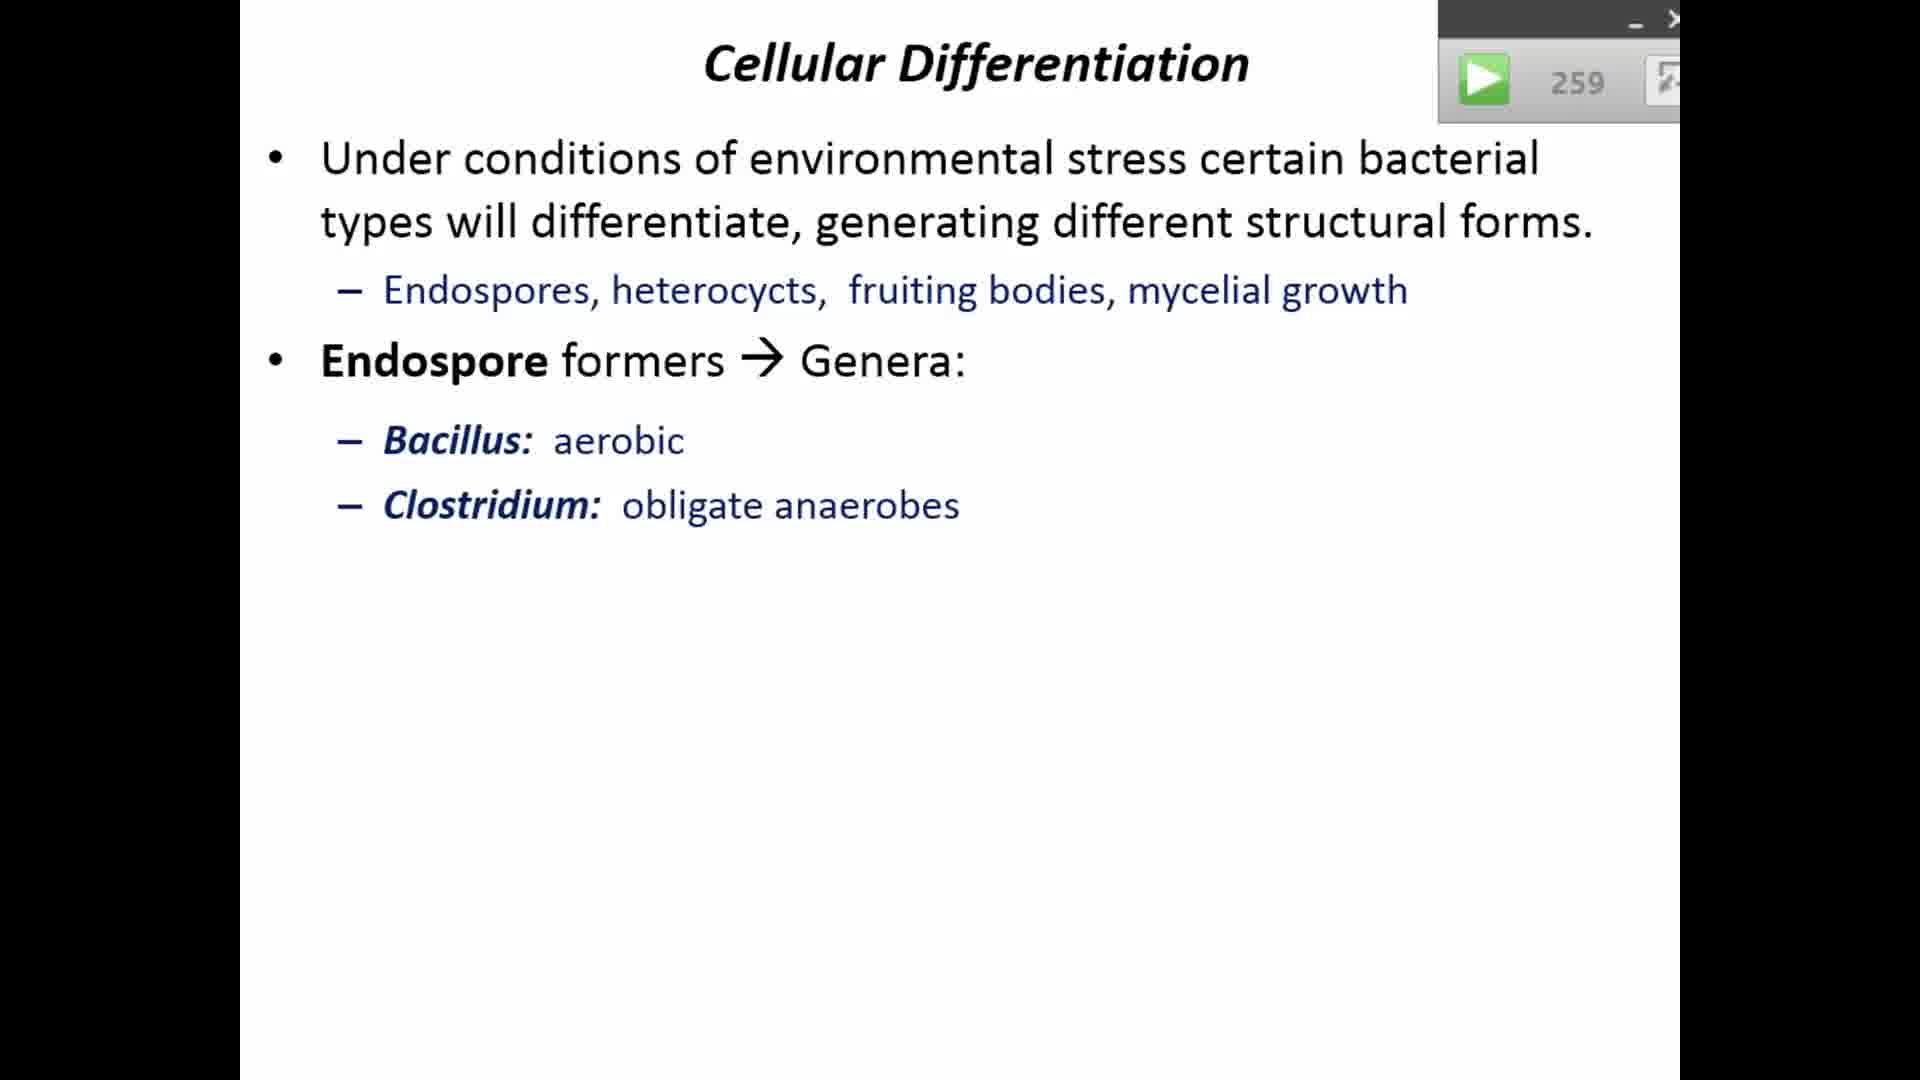 Cellular Differentiation
259
• Under conditions of environmental stress certain bacterial
types will differentiate, generating different structural forms.
– Endospores, heterocycts,  fruiting bodies, mycelial growth
• Endospore formers → Genera:
– Bacillus:  aerobic
– Clostridium:  obligate anaerobes